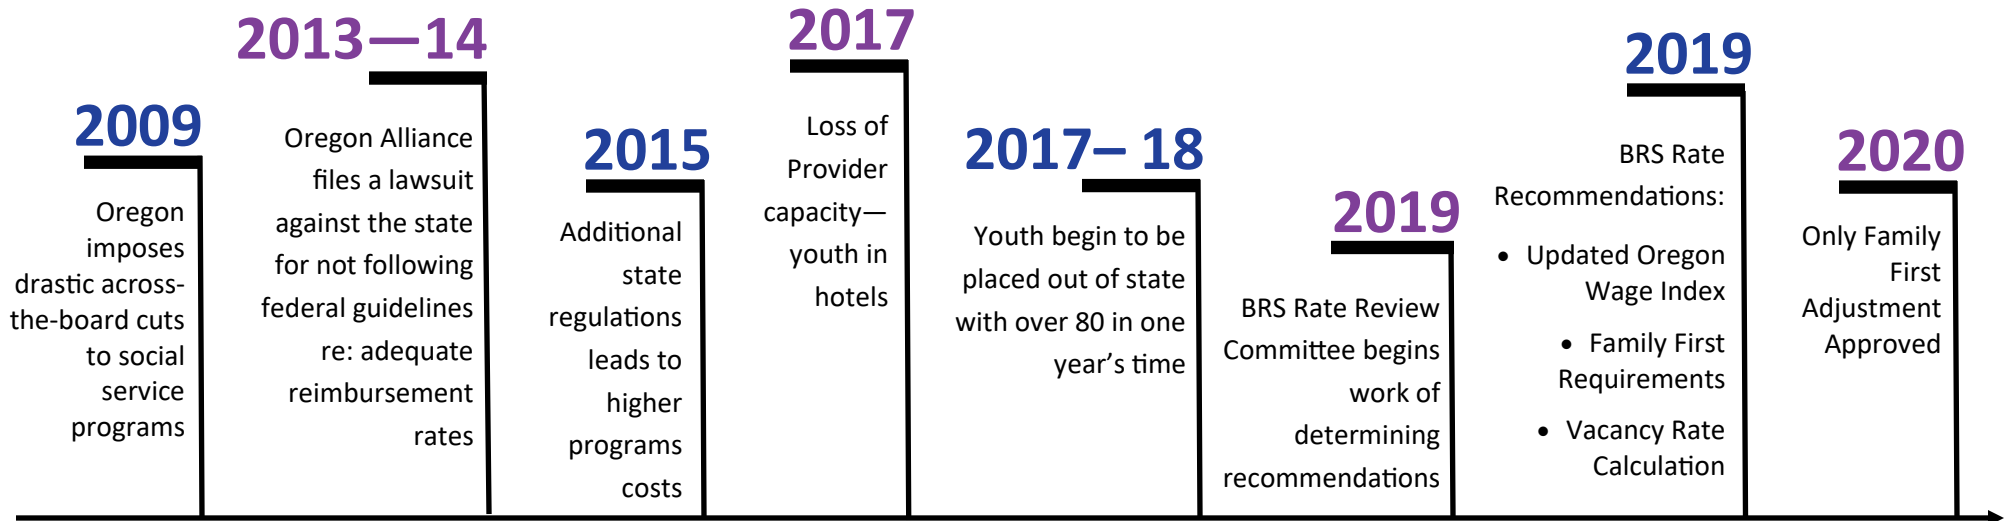 2009
Oregon
imposes
drastic across-
the-board cuts
to social
service
programs
2013—14
Oregon Alliance
files a lawsuit
against the state
for not following
federal guidelines
re: adequate
reimbursement
rates
2015
Additional
state
regulations
leads to
higher
programs
costs
2017
Loss of
Provider
capacity—
youth in
hotels
2017– 18
Youth begin to be
placed out of state
with over 80 in one
year’s time
2019
BRS Rate Review
Committee begins
work of
determining
recommendations
2019
BRS Rate
Recommendations:
• Updated Oregon
Wage Index
• Family First
Requirements
• Vacancy Rate
Calculation
2020
Only Family
First
Adjustment
Approved